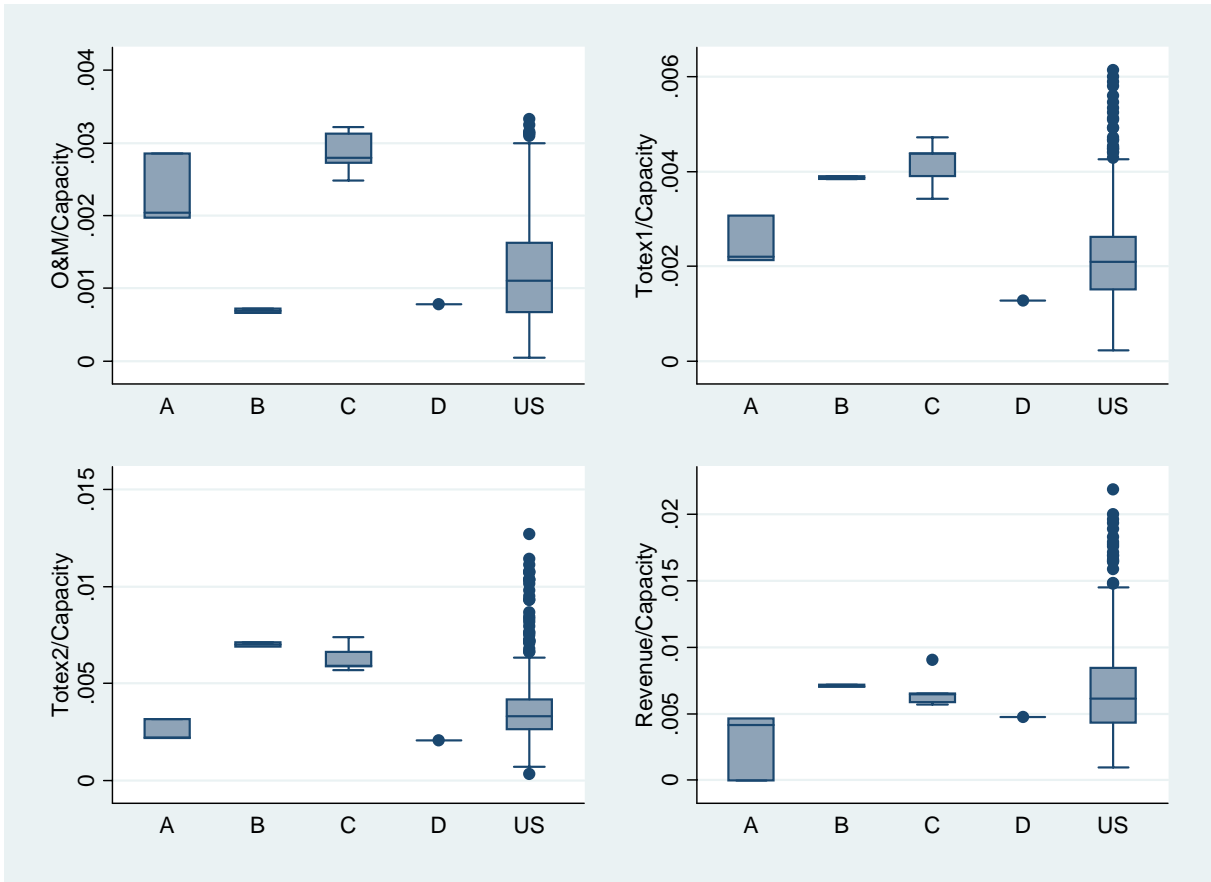 O&M/Capacity
.004
.003
.002
.001
0
A B C D US
Totex1/Capacity
.006
.004
.002
0
A B C D US
Totex2/Capacity
.015
.01
.005
0
A B C D US
Revenue/Capacity
.02
.015
.01
.005
0
A B C D US